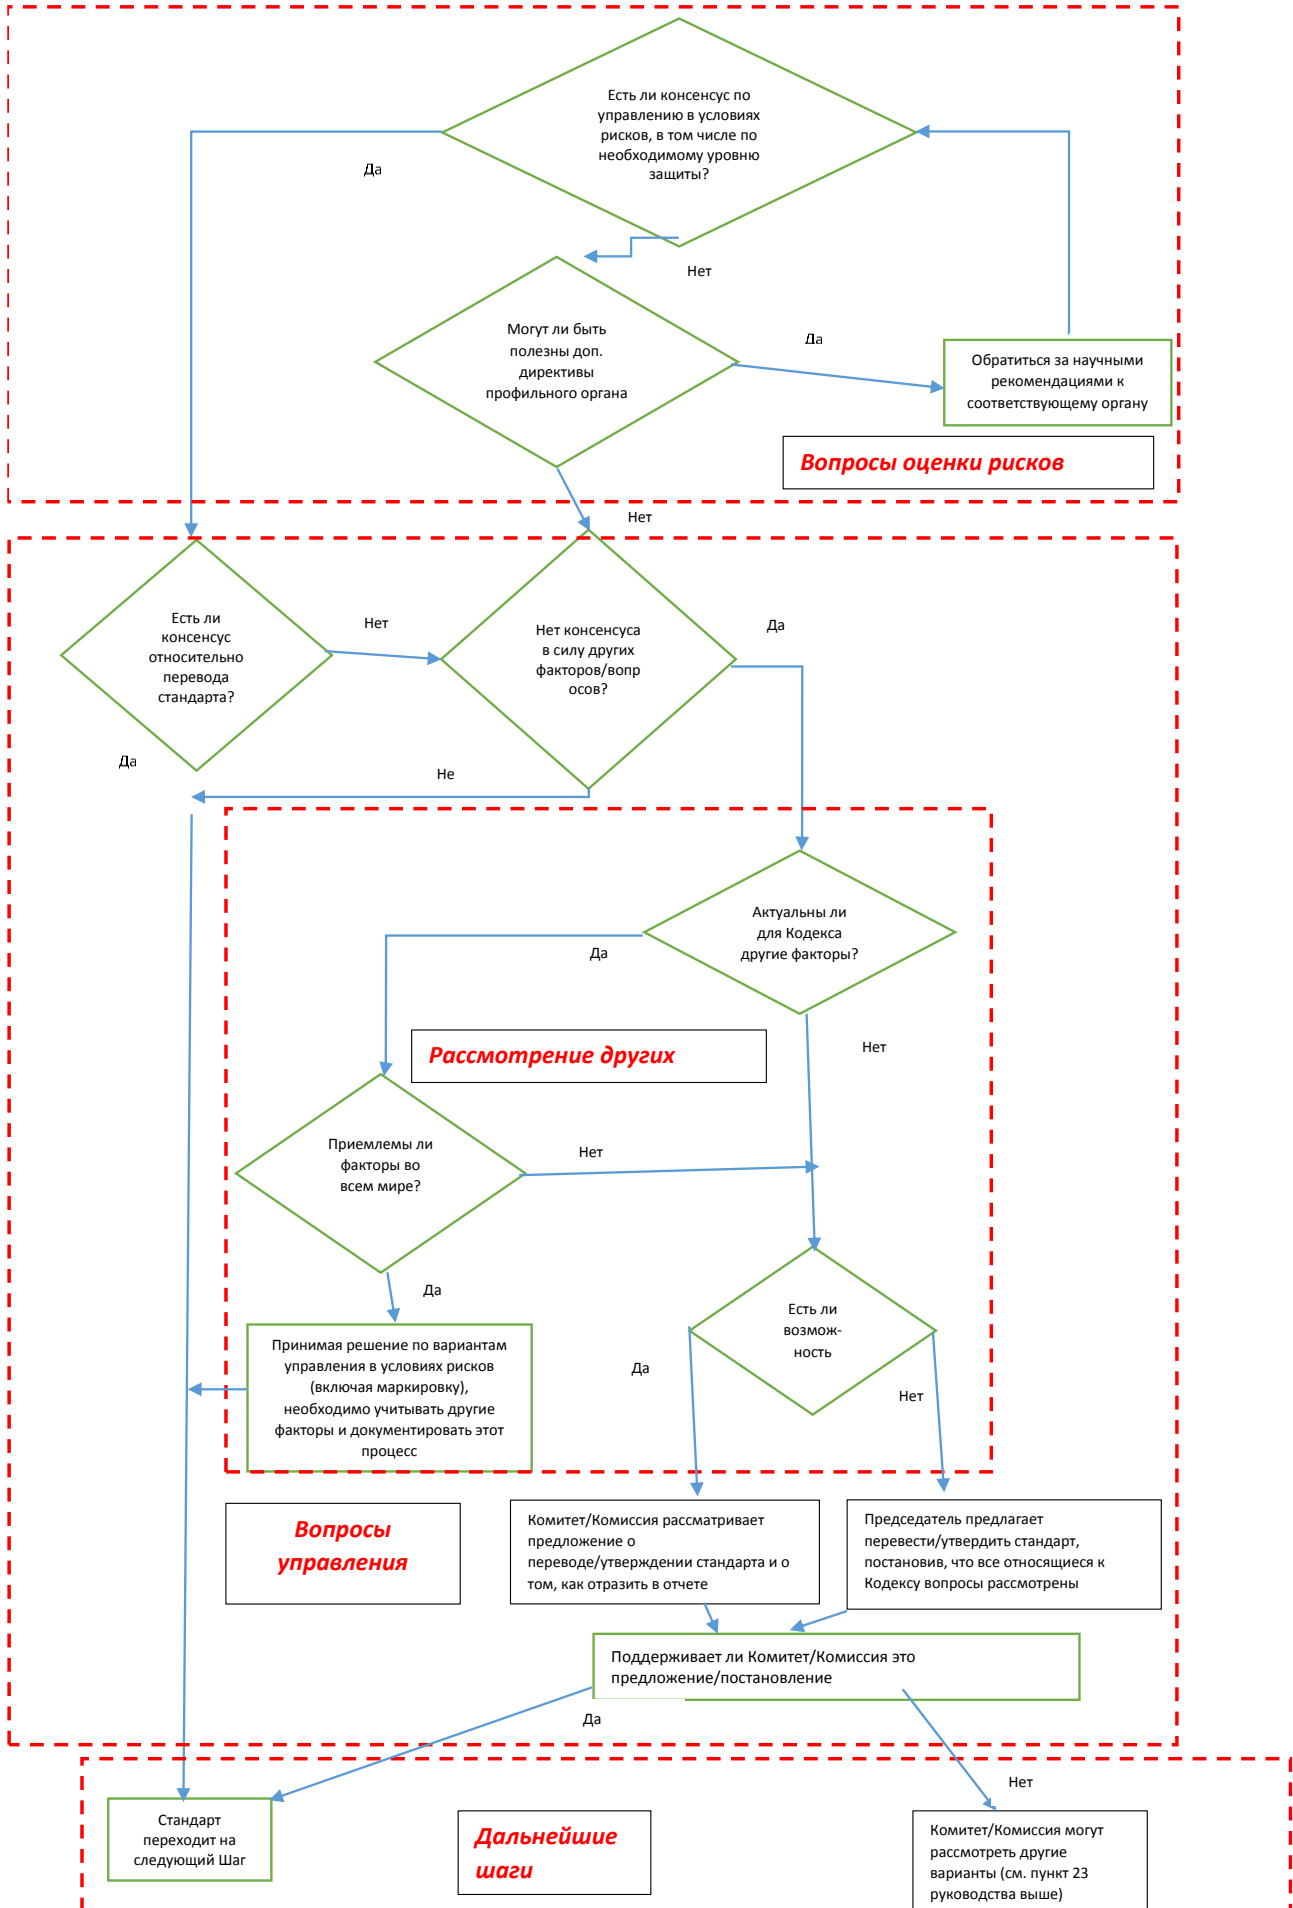 Есть ли консенсус по
управлению в условиях
рисков, в том числе по
необходимому уровню
защиты?
Да
Нет
Могут ли быть
полезны доп.
директивы
профильного органа
Да
Обратиться за научными
рекомендациями к
соответствующему органу
Вопросы оценки рисков
Нет
Есть ли
консенсус
относительно
перевода
стандарта?
Нет
Нет консенсуса
в силу других
факторов/вопр
осов?
Да
Да
Не
Актуальны ли
для Кодекса
другие факторы?
Да
Рассмотрение других
Нет
Приемлемы ли
факторы во
всем мире?
Нет
Да
Есть ли
возмож-
ность
Принимая решение по вариантам
управления в условиях рисков
(включая маркировку),
необходимо учитывать другие
факторы и документировать этот
процесс
Да
Нет
Вопросы
управления
Комитет/Комиссия рассматривает
предложение о
переводе/утверждении стандарта и о
том, как отразить в отчете
Председатель предлагает
перевести/утвердить стандарт,
постановив, что все относящиеся к
Кодексу вопросы рассмотрены
Поддерживает ли Комитет/Комиссия это
предложение/постановление
Да
Нет
Стандарт
переходит на
следующий Шаг
Дальнейшие
шаги
Комитет/Комиссия могут
рассмотреть другие
варианты (см. пункт 23
руководства выше)